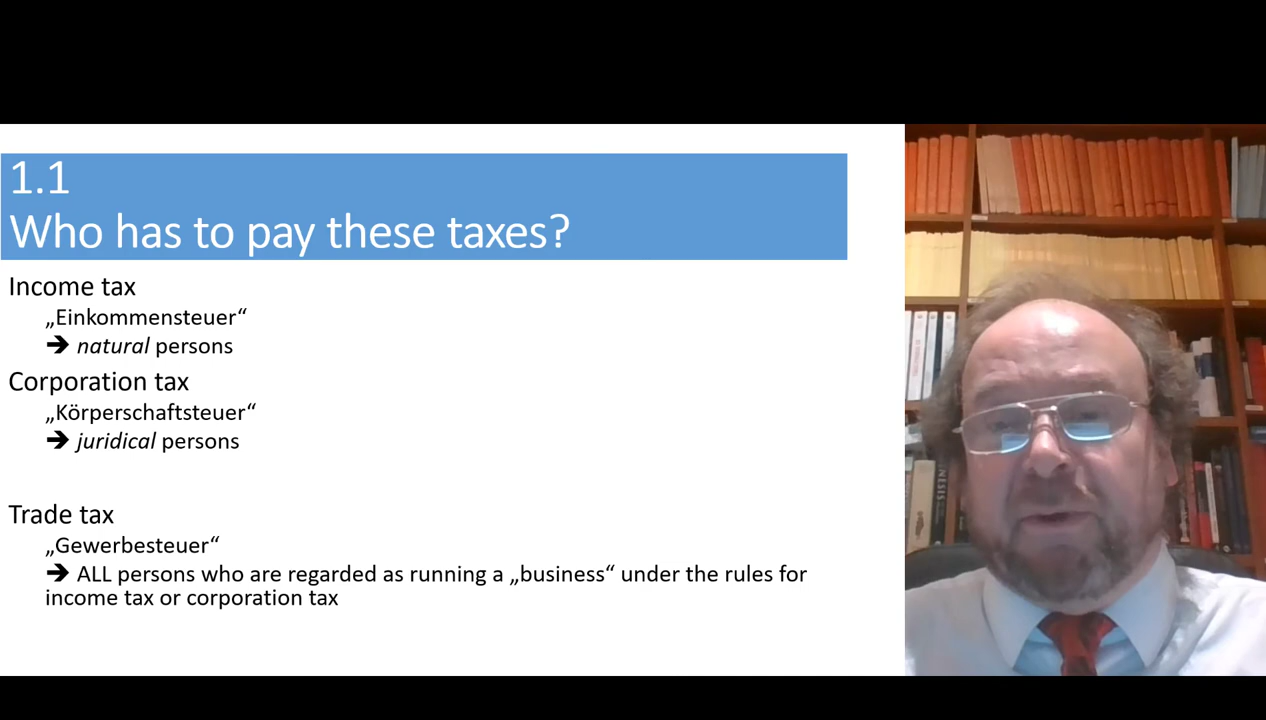 1.1
Who has to pay these taxes?
Income tax
„Einkommensteuer“
➔ natural persons
Corporation tax
„Körperschaftsteuer“
➔ juridical persons
Trade tax
„Gewerbesteuer“
➔ ALL persons who are regarded as running a „business“ under the rules for
income tax or corporation tax